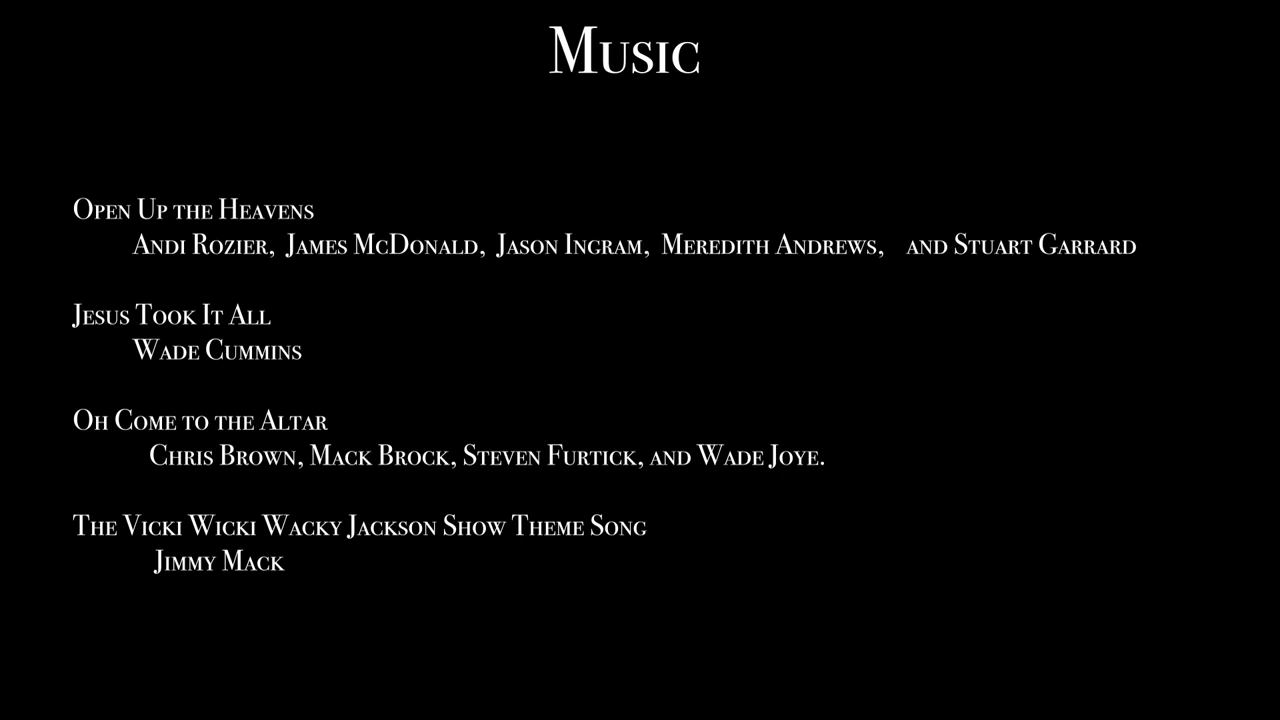 Music
Open Up the Heavens
Andi Rozier, James McDonald, Jason Ingram, Meredith Andrews, and Stuart Garrard
Jesus Took It All
Wade Cummins
Oh Come to the Altar
Chris Brown, Mack Brock, Steven Furtick, and Wade Joye.
The Vicki Wicki Wacky Jackson Show Theme Song
Jimmy Mack